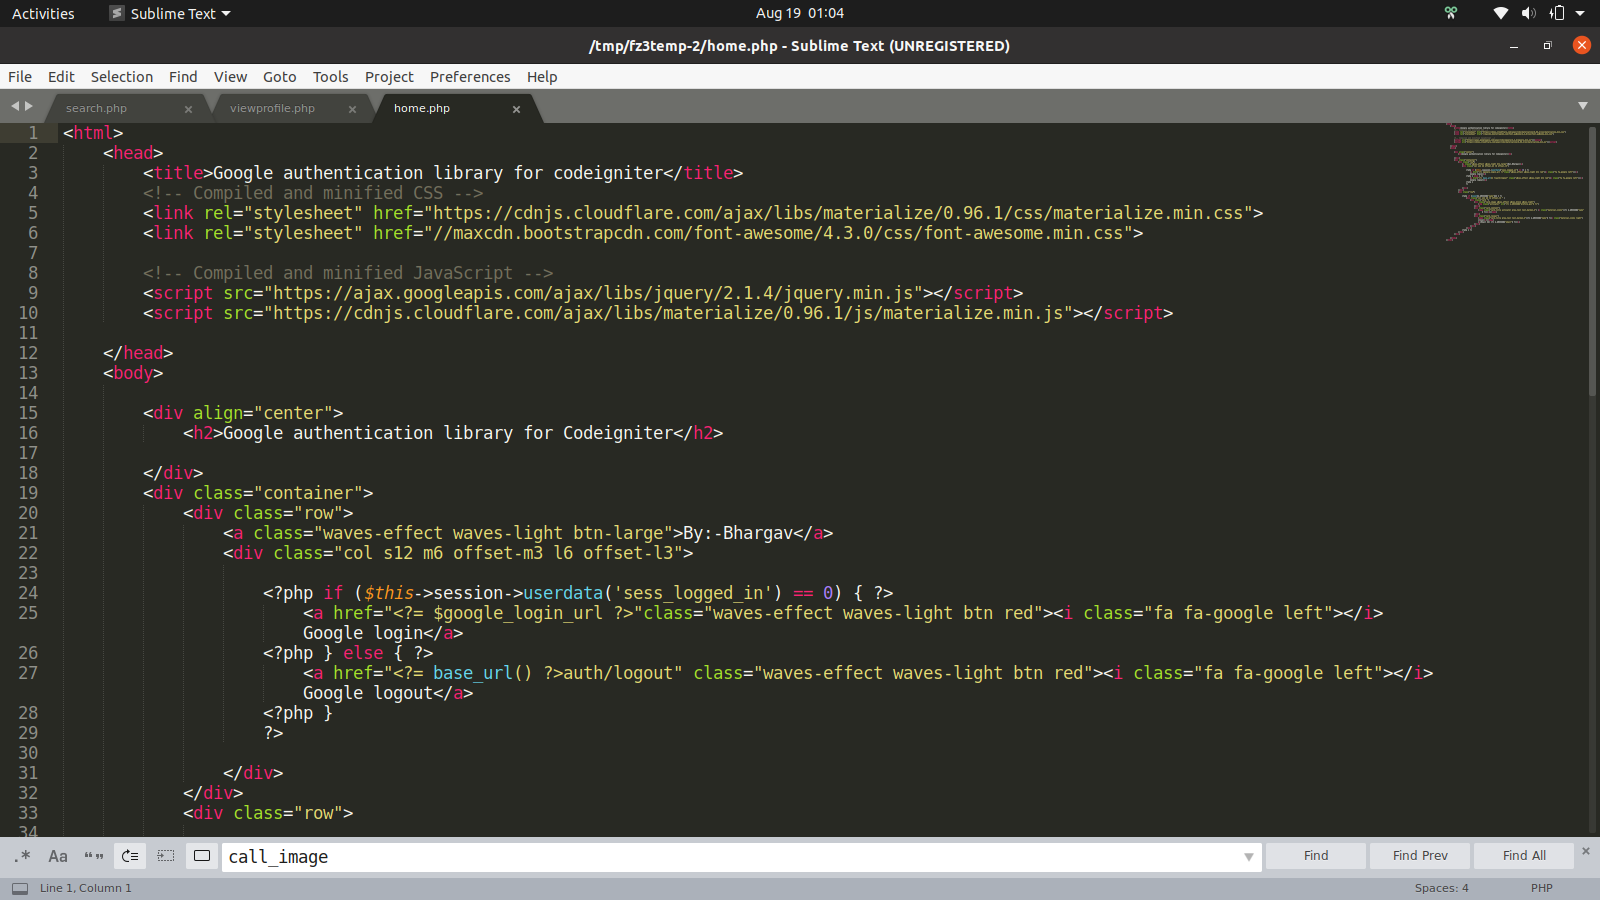 Activities Sublime Text Aug 19 01:04
/tmp/fz3temp-2/home.php - Sublime Text (UNREGISTERED)
File Edit Selection Find View Goto Tools Project Preferences Help
search.php × viewprofile.php × home.php ×
1 <html>
2 <head>
3 <title>Google authentication library for codeigniter</title>
4 <!-- Compiled and minified CSS -->
5 <link rel="stylesheet" href="https://cdnjs.cloudflare.com/ajax/libs/materialize/0.96.1/css/materialize.min.css">
6 <link rel="stylesheet" href="//maxcdn.bootstrapcdn.com/font-awesome/4.3.0/css/font-awesome.min.css">
7
8 <!-- Compiled and minified JavaScript -->
9 <script src="https://ajax.googleapis.com/ajax/libs/jquery/2.1.4/jquery.min.js"></script>
10 <script src="https://cdnjs.cloudflare.com/ajax/libs/materialize/0.96.1/js/materialize.min.js"></script>
11
12 </head>
13 <body>
14
15 <div align="center">
16 <h2>Google authentication library for Codeigniter</h2>
17
18 </div>
19 <div class="container">
20 <div class="row">
21 <a class="waves-effect waves-light btn-large">By:-Bhargav</a>
22 <div class="col s12 m6 offset-m3 l6 offset-l3">
23
24 <?php if ($this->session->userdata('sess_logged_in') == 0) { ?>
25 <a href="<?= $google_login_url ?>"class="waves-effect waves-light btn red"><i class="fa fa-google left"></i>
Google login</a>
26 <?php } else { ?>
27 <a href="<?= base_url() ?>auth/logout" class="waves-effect waves-light btn red"><i class="fa fa-google left"></i>
Google logout</a>
28 <?php }
29 ?>
30
31 </div>
32 </div>
33 <div class="row">
34
.* Aa “” call_image Find Find Prev Find All ×
Line 1, Column 1 Spaces: 4 PHP